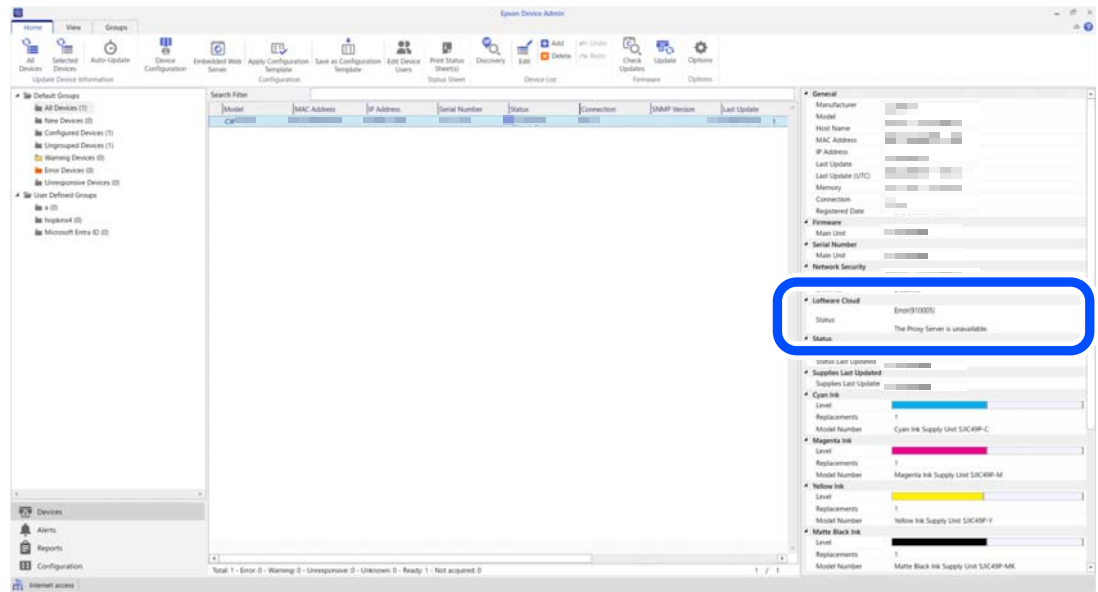 Epson Device Admin
Home View Groups
All Devices
Selected Devices
Auto-Update
Update Device Information
Device Configuration
Embedded Web Server
Apply Configuration Template
Save as Configuration Template
Edit Device Users
Configuration
Print Status Sheet(s)
Status Sheet
Discovery
Edit
Add
Delete
Undo
Redo
Device List
Check Updates
Update
Firmware
Options
Options
Default Groups
All Devices (1)
New Devices (0)
Configured Devices (1)
Ungrouped Devices (1)
Warning Devices (0)
Error Devices (0)
Unresponsive Devices (0)
User Defined Groups
a (0)
hopkins4 (0)
Microsoft Entra ID (0)
Devices
Alerts
Reports
Configuration
Internet access
Search Filter
Model MAC Address IP Address Serial Number Status Connection SNMP Version Last Update
CW 1
Total: 1 - Error: 0 - Warning: 0 - Unresponsive: 0 - Unknown: 0 - Ready: 1 - Not acquired: 0
1 / 1
General
Manufacturer
Model
Host Name
MAC Address
IP Address
Last Update
Last Update (UTC)
Memory
Connection
Registered Date
Firmware
Main Unit
Serial Number
Main Unit
Network Security
Loftware Cloud
Error(910005)
Status
The Proxy Server is unavailable.
Status
Status Last Updated
Supplies Last Updated
Supplies Last Update
Cyan Ink
Level
Replacements 1
Model Number Cyan Ink Supply Unit SJIC49P-C
Magenta Ink
Level
Replacements 1
Model Number Magenta Ink Supply Unit SJIC49P-M
Yellow Ink
Level
Replacements 1
Model Number Yellow Ink Supply Unit SJIC49P-Y
Matte Black Ink
Level
Replacements 1
Model Number Matte Black Ink Supply Unit SJIC49P-MK